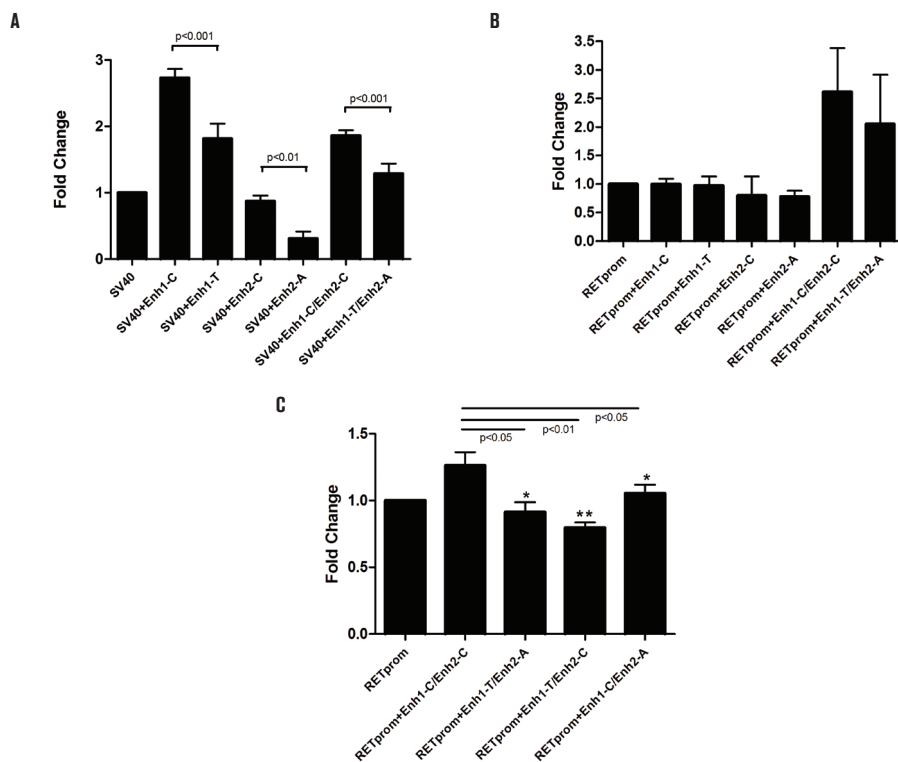 A
p<0.001
p<0.01
p<0.001
Fold Change
3
2
1
0
SV40
SV40+Enh1-C
SV40+Enh1-T
SV40+Enh2-C
SV40+Enh2-A
SV40+Enh1-C/Enh2-C
SV40+Enh1-T/Enh2-A
B
Fold Change
3.5
3.0
2.5
2.0
1.5
1.0
0.5
0.0
RETprom
RETprom+Enh1-C
RETprom+Enh1-T
RETprom+Enh2-C
RETprom+Enh2-A
RETprom+Enh1-C/Enh2-C
RETprom+Enh1-T/Enh2-A
C
p<0.05
p<0.01
p<0.05
Fold Change
1.5
1.0
0.5
0.0
*
**
*
RETprom
RETprom+Enh1-C/Enh2-C
RETprom+Enh1-T/Enh2-A
RETprom+Enh1-T/Enh2-C
RETprom+Enh1-C/Enh2-A